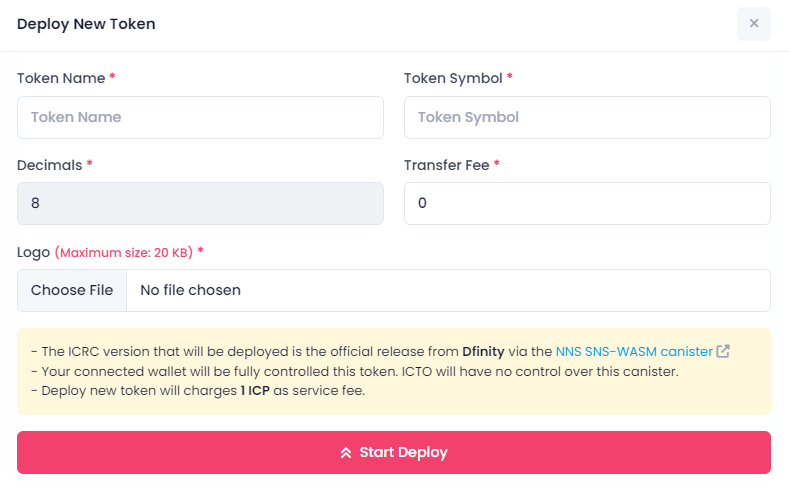 Deploy New Token
Token Name *
Token Symbol *
Token Name
Token Symbol
Decimals *
Transfer Fee *
8
0
Logo (Maximum size: 20 KB) *
Choose File No file chosen
- The ICRC version that will be deployed is the official release from Dfinity via the NNS SNS-WASM canister
- Your connected wallet will be fully controlled this token. ICTO will have no control over this canister.
- Deploy new token will charges 1 ICP as service fee.
Start Deploy